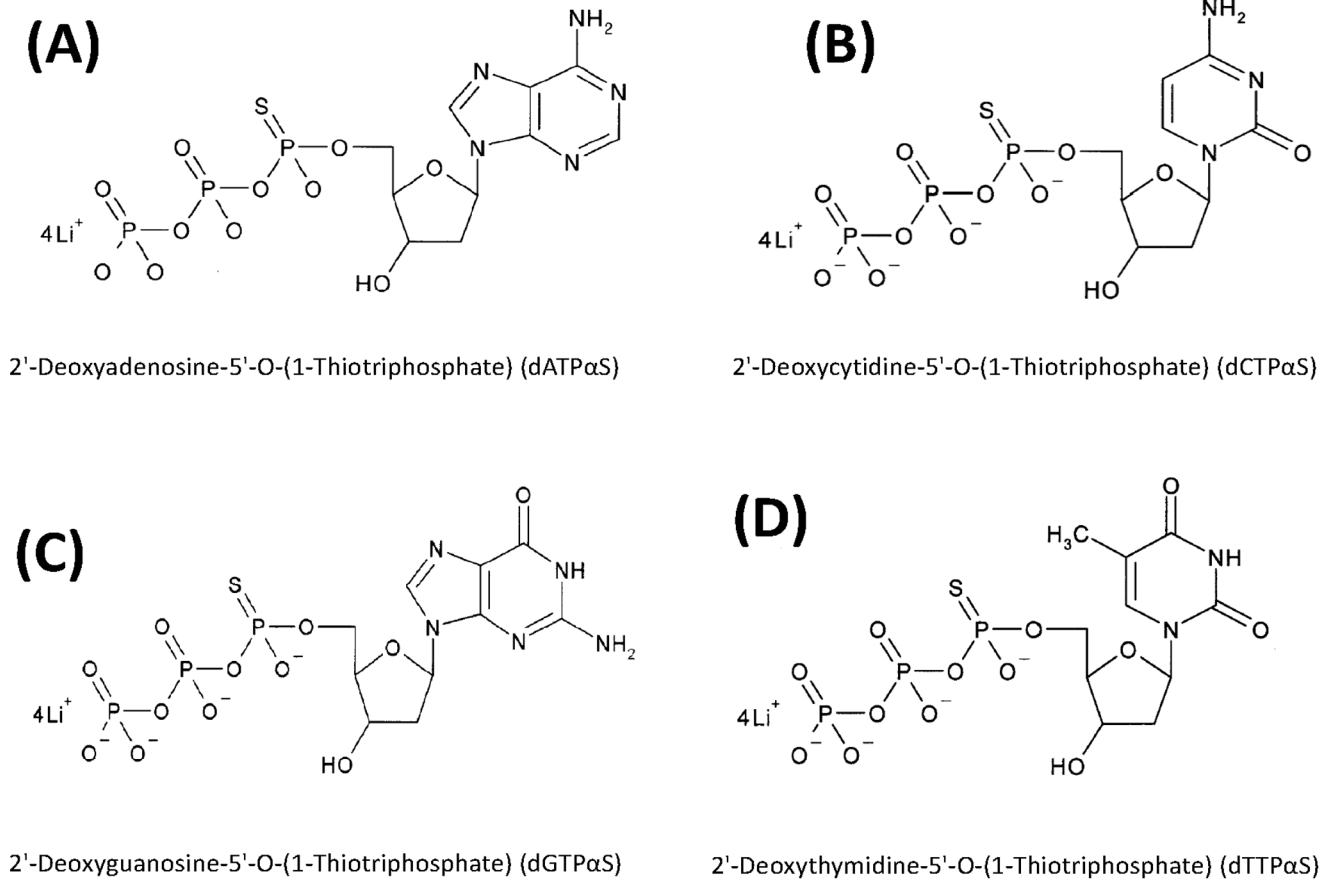 (A)
NH2
N
N
N
N
S
O
P
O
O
O
P
O
O
O
P
O
O
O
4Li+
O
HO
2'-Deoxyadenosine-5'-O-(1-Thiotriphosphate) (dATPαS)
(B)
NH2
N
N
O
S
O
P
O
O
O−
P
O
O
O−
P
O
O−
O−
4Li+
O
HO
2'-Deoxycytidine-5'-O-(1-Thiotriphosphate) (dCTPαS)
(C)
O
N
NH
N
N
NH2
S
O
P
O
O
O−
P
O
O
O−
P
O
O−
O−
4Li+
O
HO
2'-Deoxyguanosine-5'-O-(1-Thiotriphosphate) (dGTPαS)
(D)
O
H3C
NH
N
O
S
O
P
O
O
O−
P
O
O
O−
P
O
O−
O−
4Li+
O
HO
2'-Deoxythymidine-5'-O-(1-Thiotriphosphate) (dTTPαS)